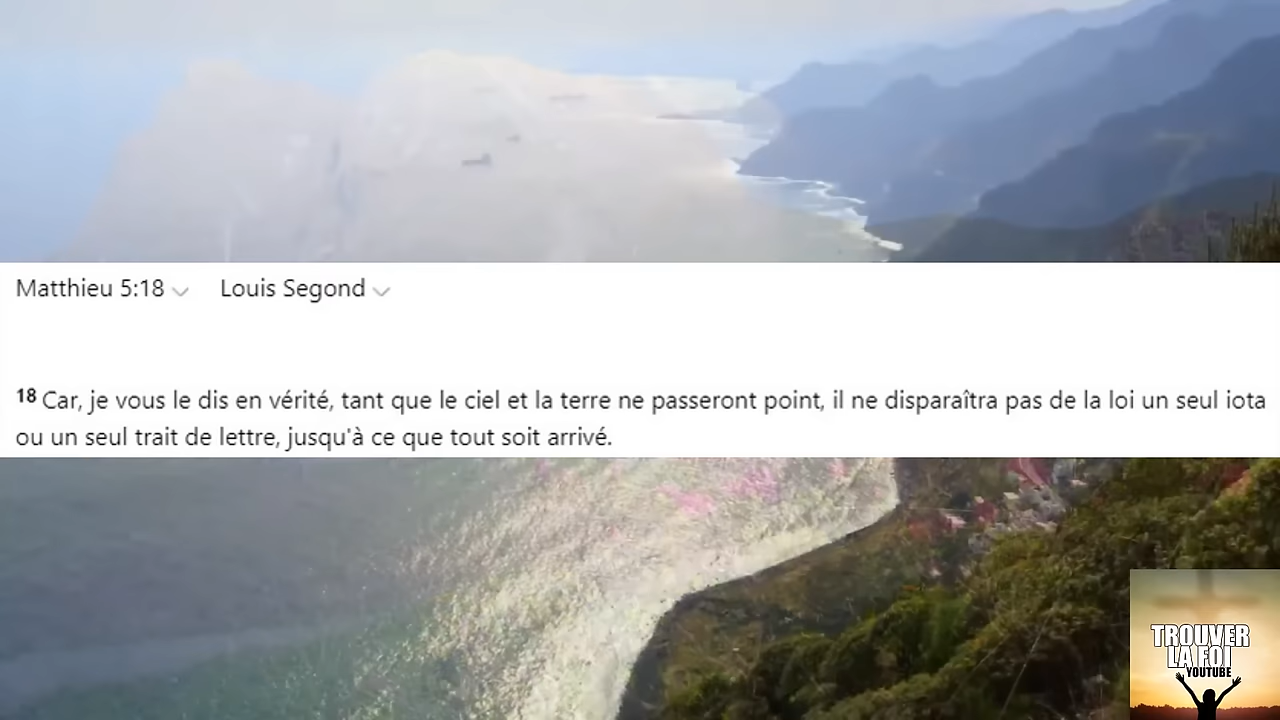 Matthieu 5:18 Louis Segond
18 Car, je vous le dis en vérité, tant que le ciel et la terre ne passeront point, il ne disparaîtra pas de la loi un seul iota
ou un seul trait de lettre, jusqu'à ce que tout soit arrivé.
TROUVER
LA FOI
YOUTUBE